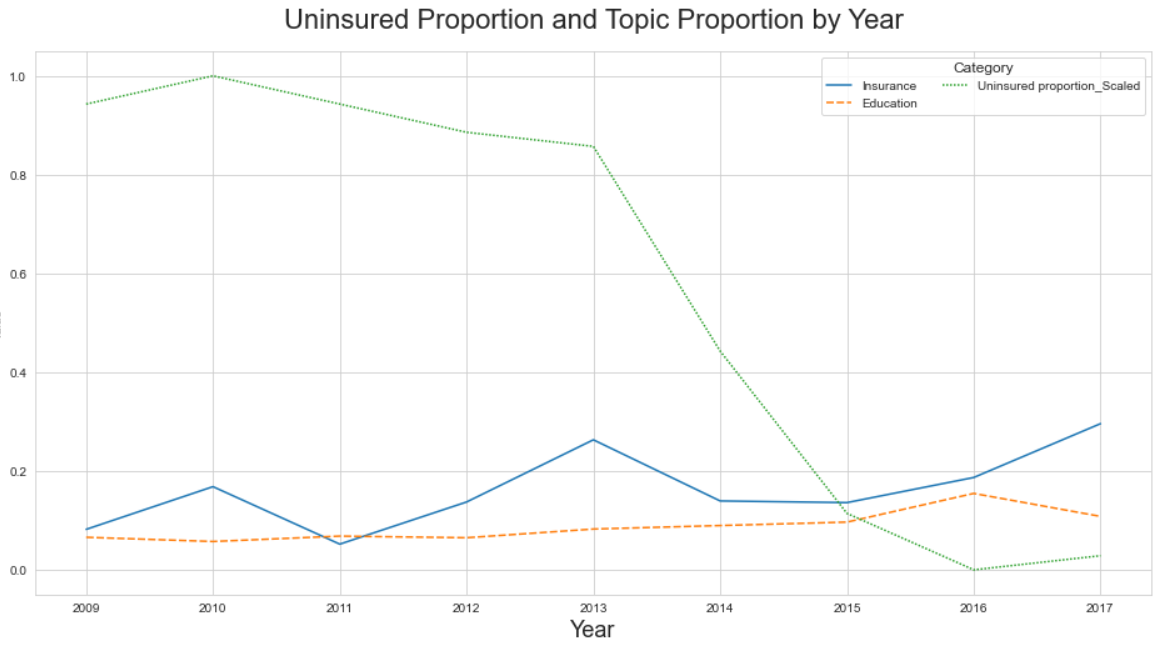 Uninsured Proportion and Topic Proportion by Year
Category
Insurance
Education
Uninsured proportion_Scaled
1.0
0.8
0.6
0.4
0.2
0.0
2009 2010 2011 2012 2013 2014 2015 2016 2017
Year